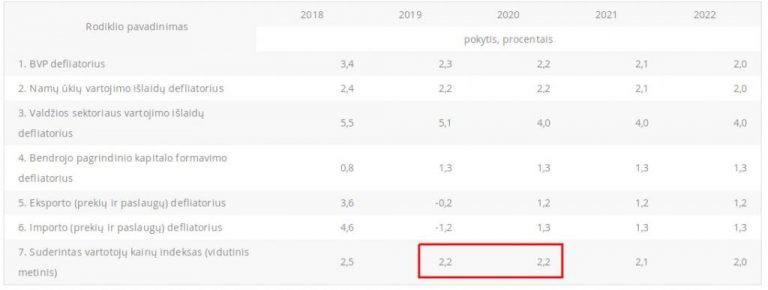 Rodiklio pavadinimas 2018 2019 2020 2021 2022
pokytis, procentais
1. BVP defliatorius 3,4 2,3 2,2 2,1 2,0
2. Namų ūkių vartojimo išlaidų defliatorius 2,4 2,2 2,2 2,1 2,0
3. Valdžios sektoriaus vartojimo išlaidų
defliatorius 5,5 5,1 4,0 4,0 4,0
4. Bendrojo pagrindinio kapitalo formavimo
defliatorius 0,8 1,3 1,3 1,3 1,3
5. Eksporto (prekių ir paslaugų) defliatorius 3,6 -0,2 1,2 1,2 1,2
6. Importo (prekių ir paslaugų) defliatorius 4,6 -1,2 1,3 1,3 1,3
7. Suderintas vartotojų kainų indeksas (vidutinis
metinis) 2,5 2,2 2,2 2,1 2,0